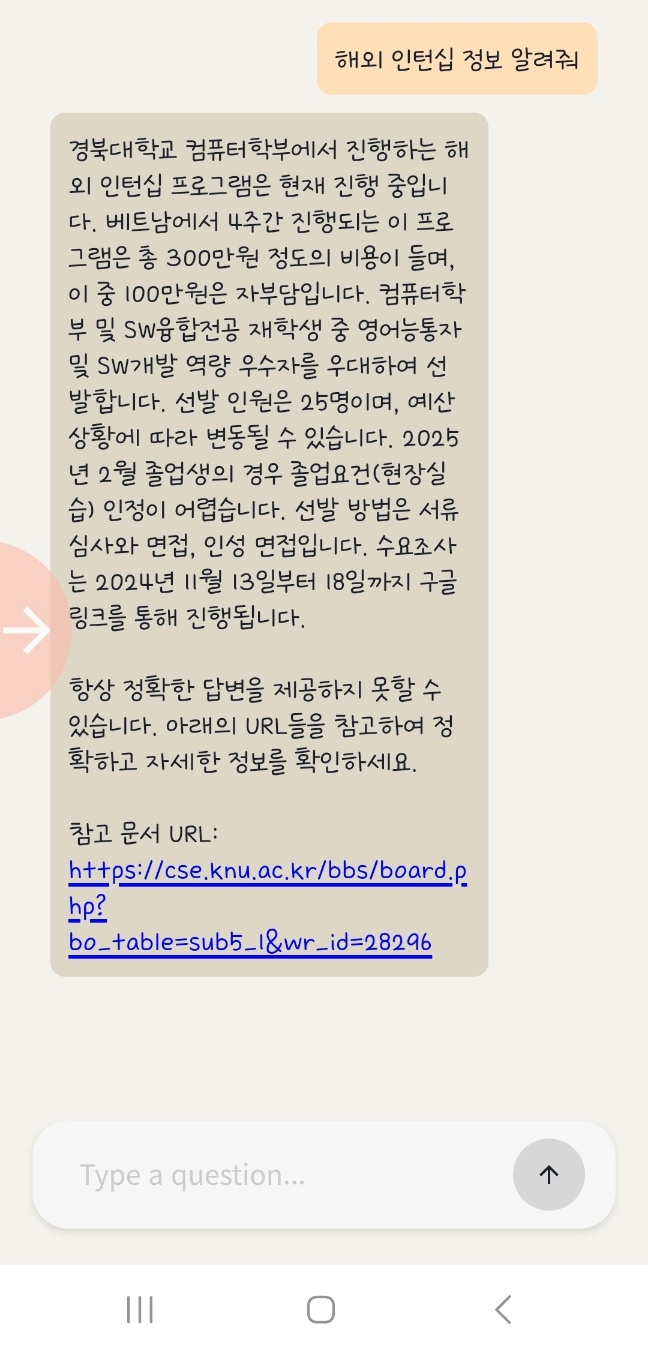 해외 인턴십 정보 알려줘
경북대학교 컴퓨터학부에서 진행하는 해
외 인턴십 프로그램은 현재 진행 중입니
다. 베트남에서 4주간 진행되는 이 프로
그램은 총 300만원 정도의 비용이 들며,
이 중 100만원은 자부담입니다. 컴퓨터학
부 및 SW융합전공 재학생 중 영어능통자
및 SW개발 역량 우수자를 우대하여 선
발합니다. 선발 인원은 25명이며, 예산
상황에 따라 변동될 수 있습니다. 2025
년 2월 졸업생의 경우 졸업요건(현장실
습) 인정이 어렵습니다. 선발 방법은 서류
심사와 면접, 인성 면접입니다. 수요조사
는 2024년 11월 13일부터 18일까지 구글
링크를 통해 진행됩니다.
항상 정확한 답변을 제공하지 못할 수
있습니다. 아래의 URL들을 참고하여 정
확하고 자세한 정보를 확인하세요.
참고 문서 URL:
https://cse.knu.ac.kr/bbs/board.p
hp?
bo_table=sub5_1&wr_id=28296
Type a question...